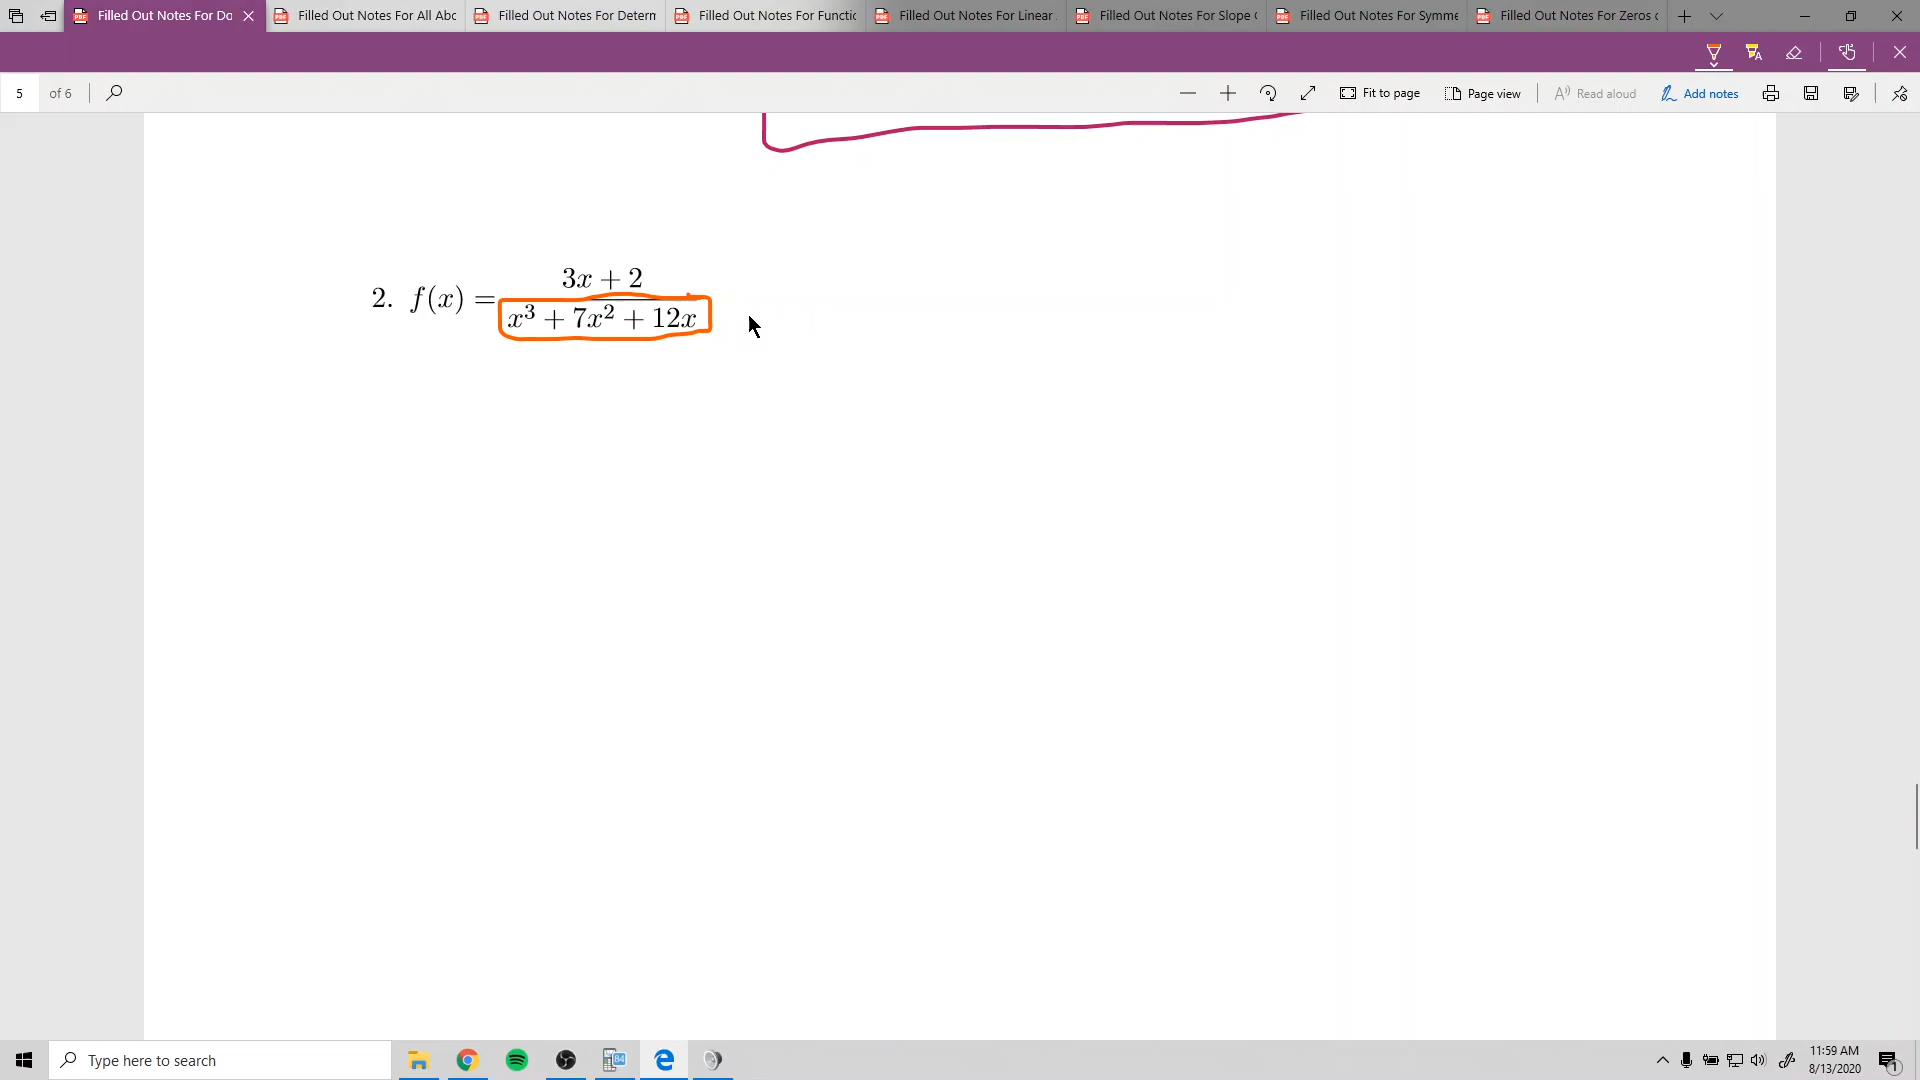 Filled Out Notes For Do
Filled Out Notes For All Abc
Filled Out Notes For Determ
Filled Out Notes For Functic
Filled Out Notes For Linear
Filled Out Notes For Slope
Filled Out Notes For Symme
Filled Out Notes For Zeros
5 of 6
Fit to page
Page view
Read aloud
Add notes
3x + 2
2. f(x) =
x³ + 7x² + 12x
Type here to search
84
11:59 AM
8/13/2020
1